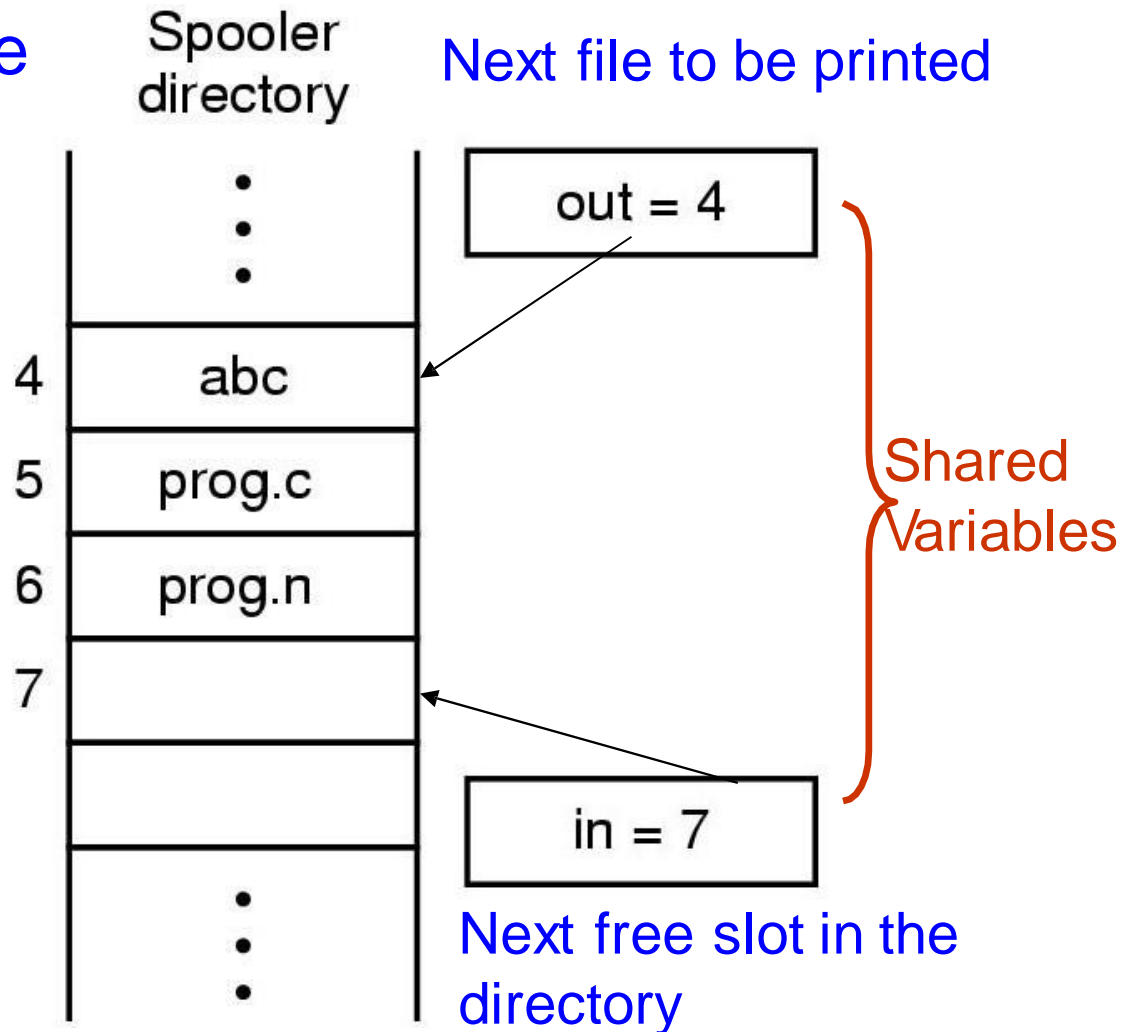 e
Spooler
directory
Next file to be printed
out = 4
4 abc
5 prog.c
6 prog.n
7
Shared
Variables
in = 7
Next free slot in the
directory